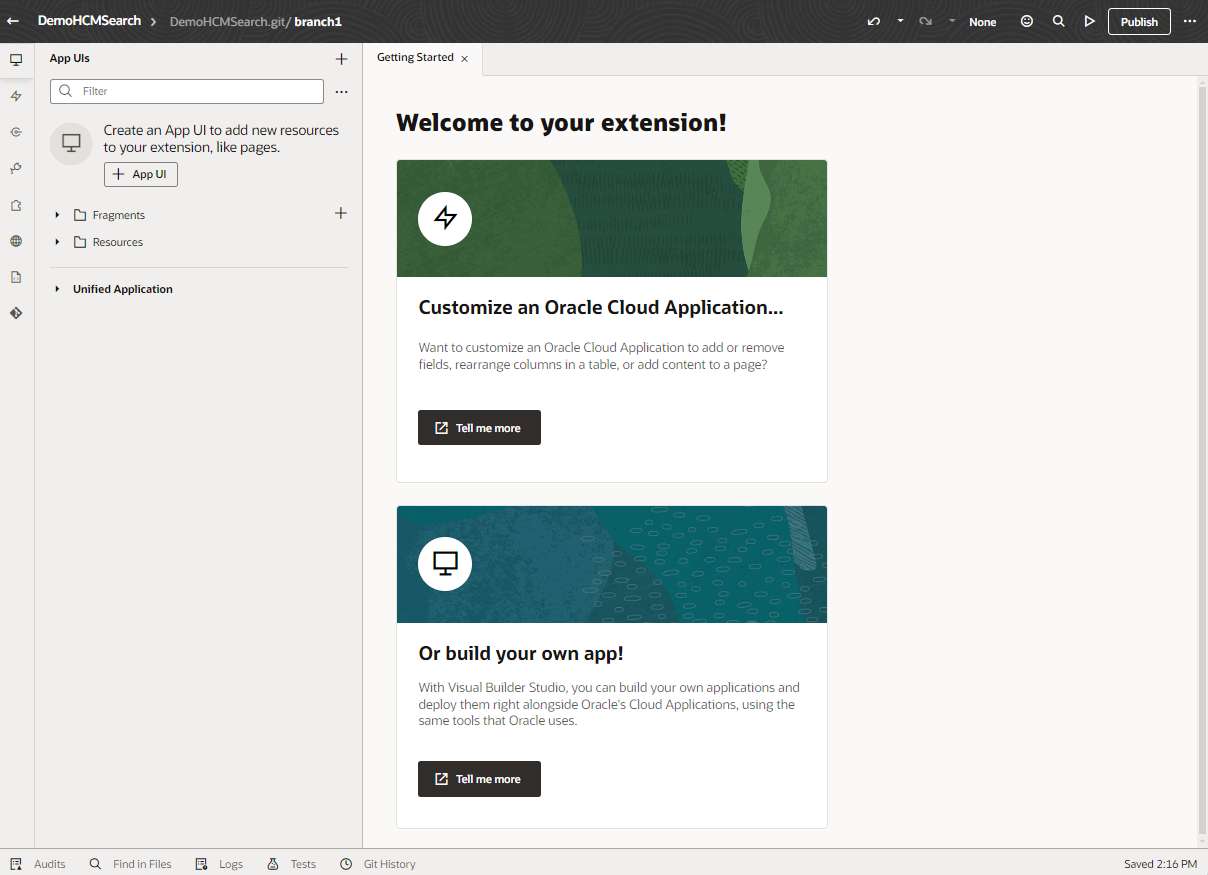 DemoHCMSearch > DemoHCMSearch.git/ branch1
None
Publish
App UIs
Filter
Create an App UI to add new resources
to your extension, like pages.
+ App UI
Fragments
Resources
Unified Application
Getting Started ×
Welcome to your extension!
Customize an Oracle Cloud Application...
Want to customize an Oracle Cloud Application to add or remove
fields, rearrange columns in a table, or add content to a page?
Tell me more
Or build your own app!
With Visual Builder Studio, you can build your own applications and
deploy them right alongside Oracle's Cloud Applications, using the
same tools that Oracle uses.
Tell me more
Audits Find in Files Logs Tests Git History Saved 2:16 PM